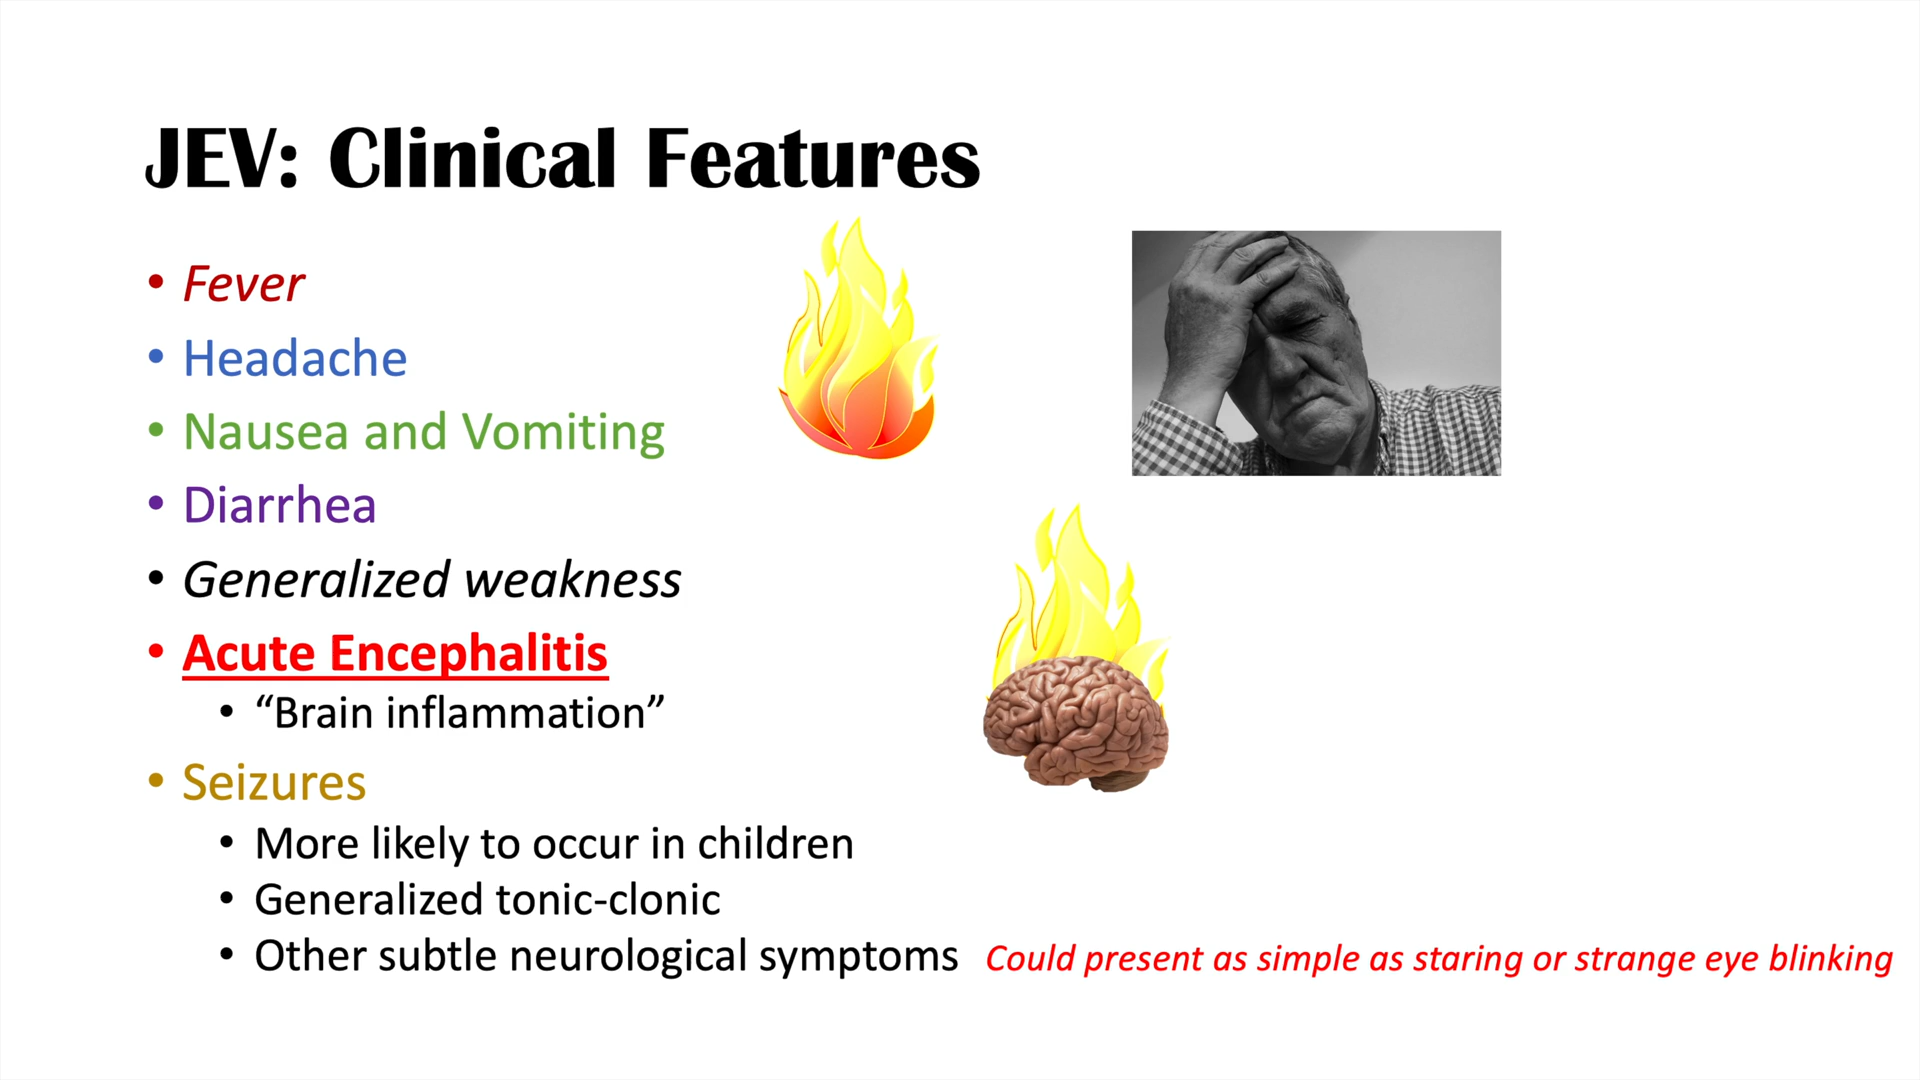 JEV: Clinical Features
• Fever
• Headache
• Nausea and Vomiting
• Diarrhea
• Generalized weakness
• Acute Encephalitis
• “Brain inflammation”
• Seizures
• More likely to occur in children
• Generalized tonic-clonic
• Other subtle neurological symptoms Could present as simple as staring or strange eye blinking